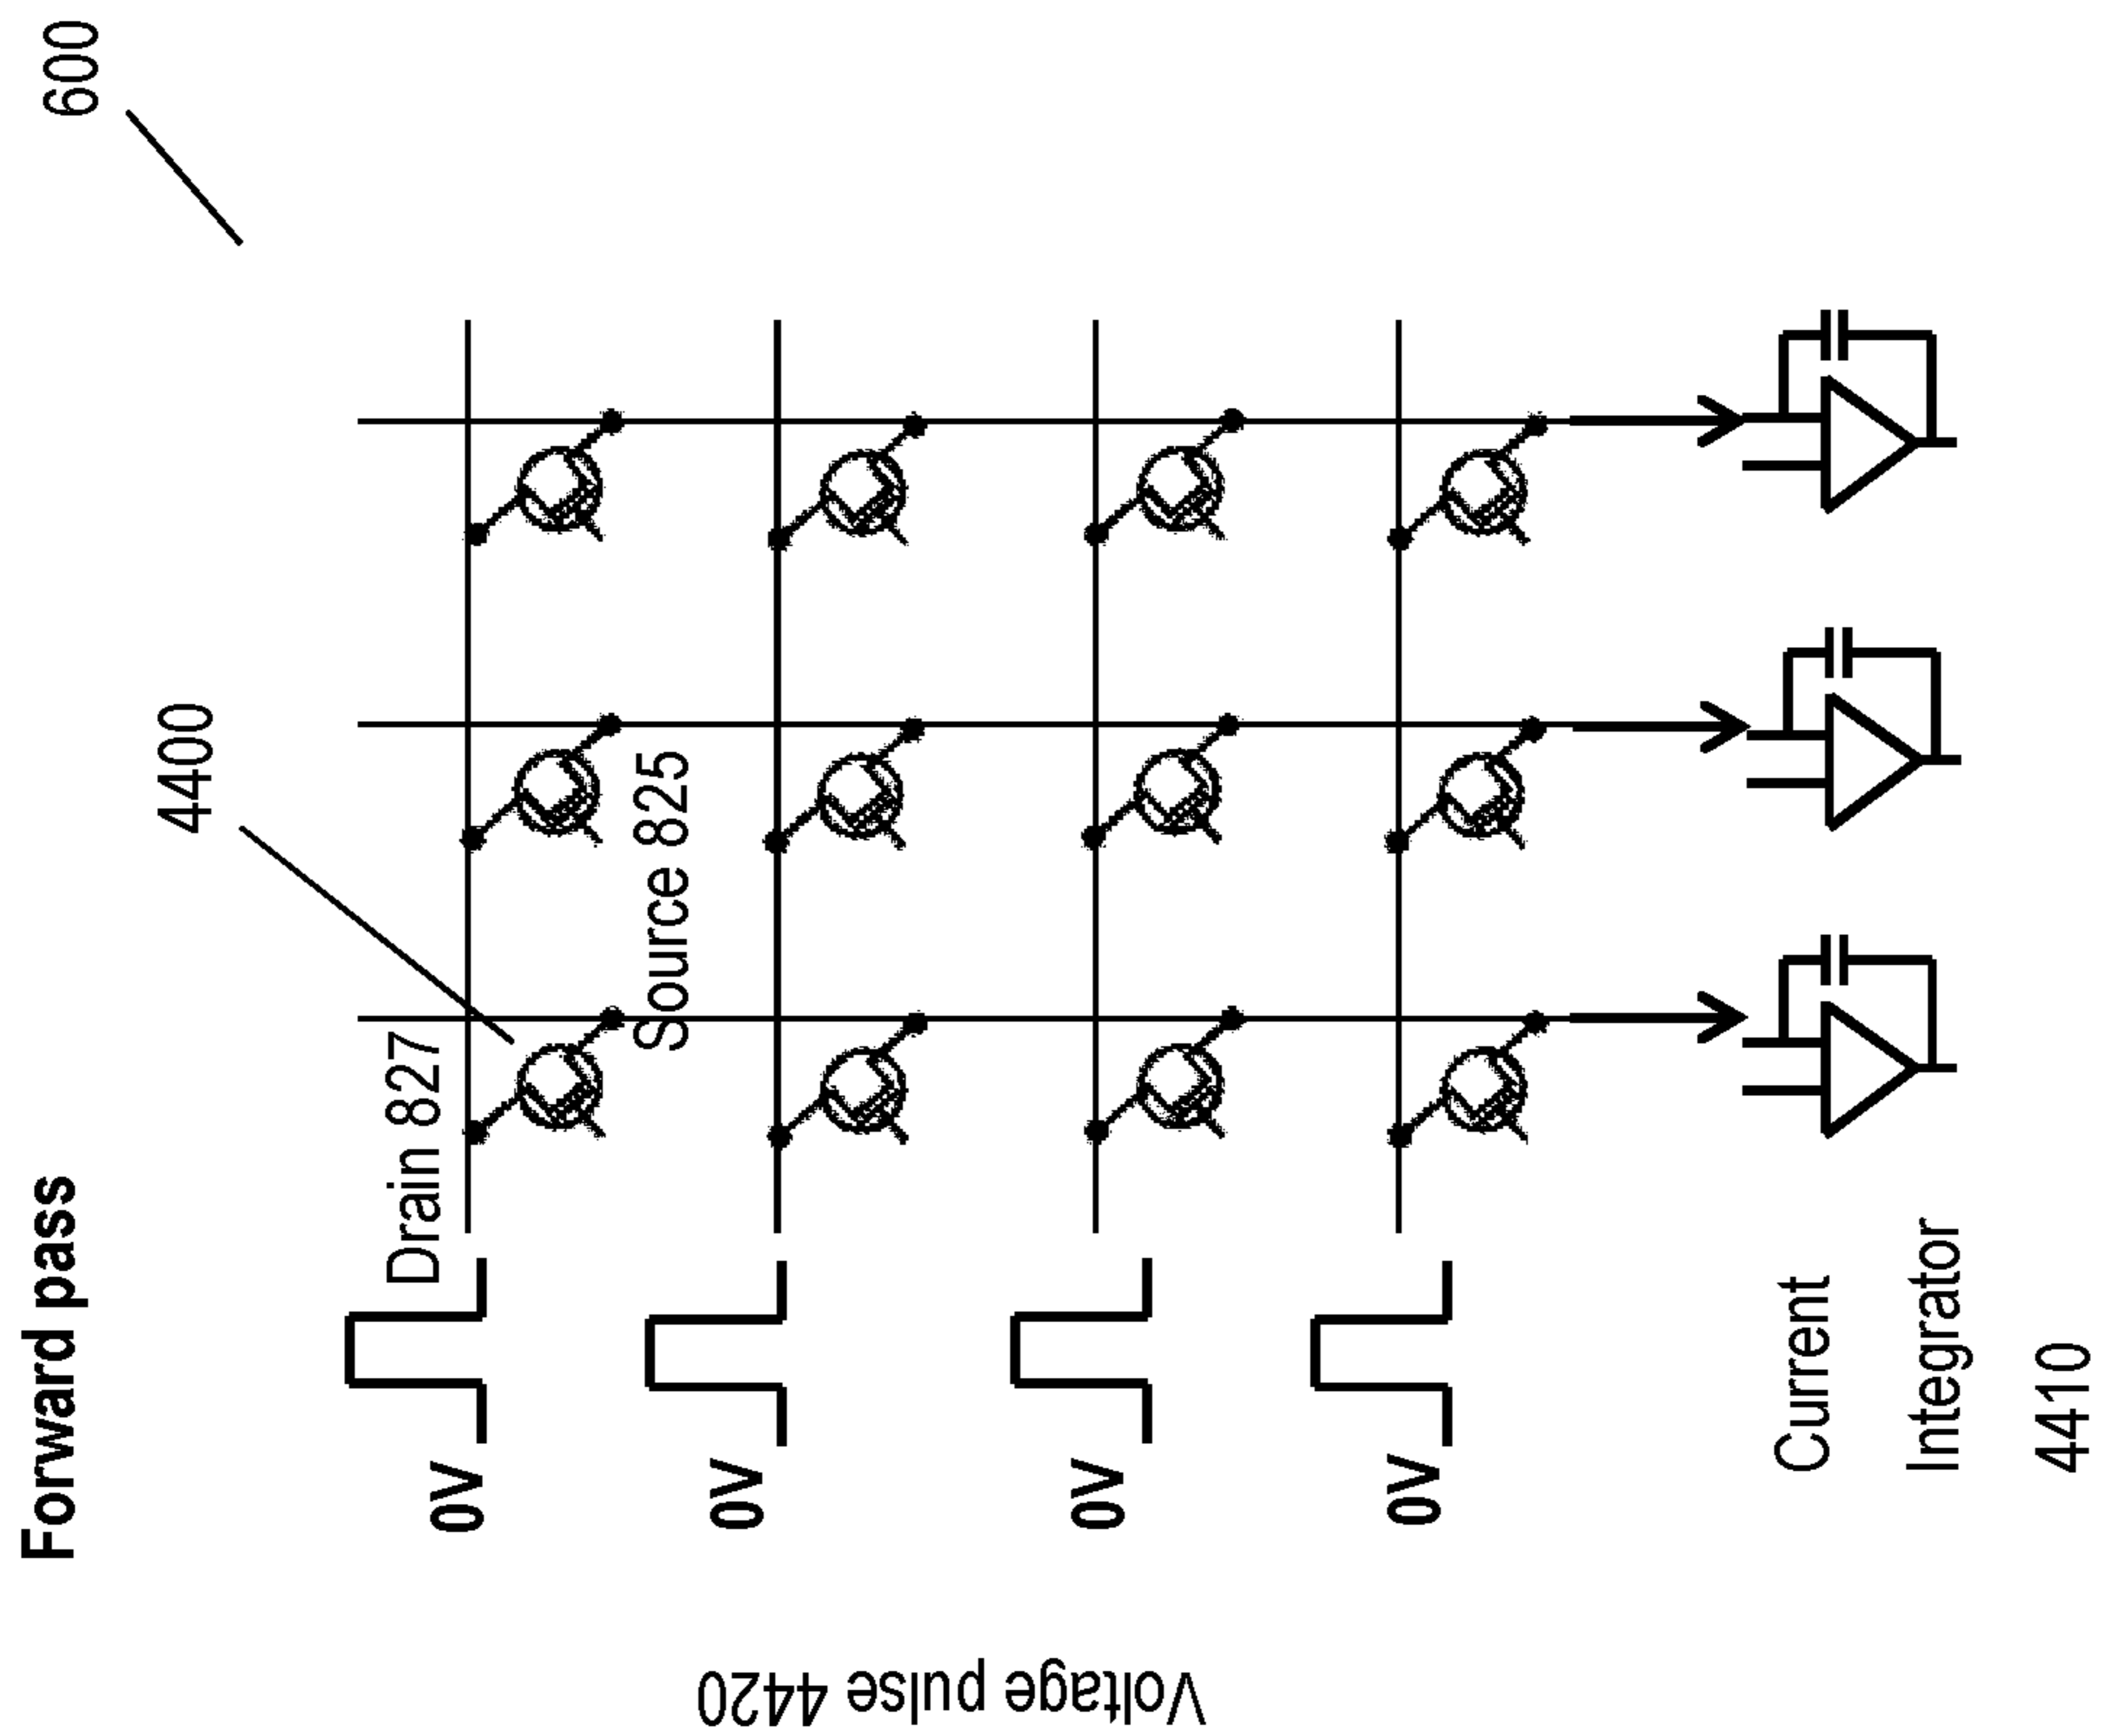 Forward pass
600
4400
Drain 827
Source 825
0V
0V
0V
0V
Voltage pulse 4420
Current
Integrator
4410